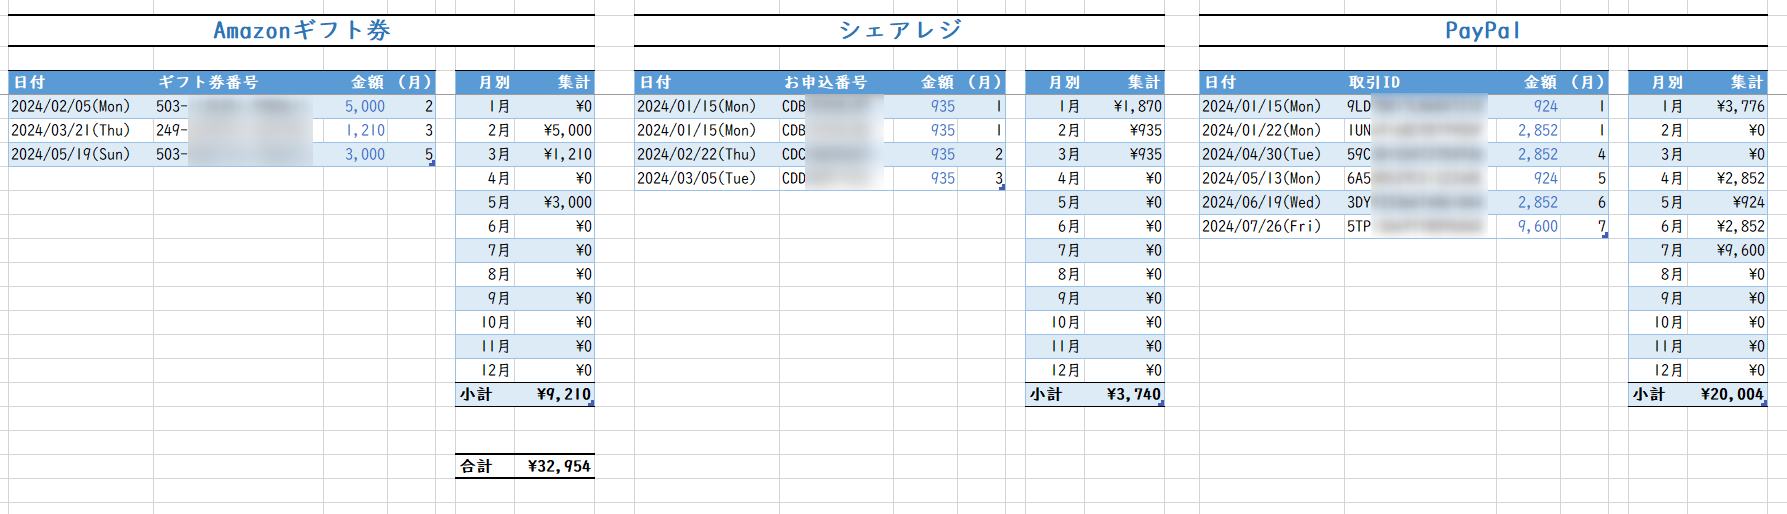 Amazonギフト券 シェアレジ PayPal
日付 ギフト券番号 金額 (月) 月別 集計 日付 お申込番号 金額 (月) 月別 集計 日付 取引ID 金額 (月) 月別 集計
2024/02/05(Mon) 503- 5,000 2 1月 ¥0 2024/01/15(Mon) CDB 935 1 1月 ¥1,870 2024/01/15(Mon) 9LD 924 1 1月 ¥3,776
2024/03/21(Thu) 249- 1,210 3 2月 ¥5,000 2024/01/15(Mon) CDB 935 1 2月 ¥935 2024/01/22(Mon) 1UN 2,852 1 2月 ¥0
2024/05/19(Sun) 503- 3,000 5 3月 ¥1,210 2024/02/22(Thu) CDC 935 2 3月 ¥935 2024/04/30(Tue) 59C 2,852 4 3月 ¥0
4月 ¥0 2024/03/05(Tue) CDD 935 3 4月 ¥0 2024/05/13(Mon) 6A5 924 5 4月 ¥2,852
5月 ¥3,000 5月 ¥0 2024/06/19(Wed) 3DY 2,852 6 5月 ¥924
6月 ¥0 6月 ¥0 2024/07/26(Fri) 5TP 9,600 7 6月 ¥2,852
7月 ¥0 7月 ¥0 7月 ¥9,600
8月 ¥0 8月 ¥0 8月 ¥0
9月 ¥0 9月 ¥0 9月 ¥0
10月 ¥0 10月 ¥0 10月 ¥0
11月 ¥0 11月 ¥0 11月 ¥0
12月 ¥0 12月 ¥0 12月 ¥0
小計 ¥9,210 小計 ¥3,740 小計 ¥20,004
合計 ¥32,954